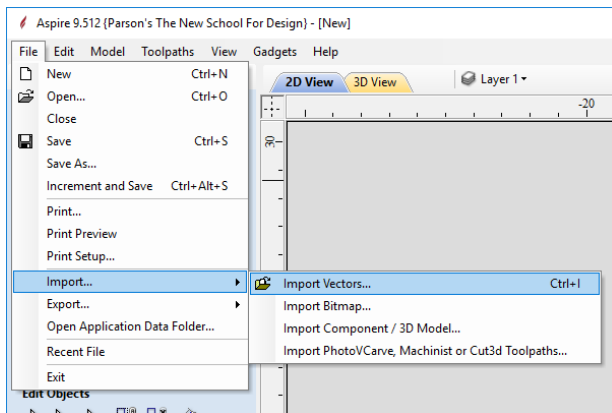 Aspire 9.512 {Parson's The New School For Design} - [New]
File Edit Model Toolpaths View Gadgets Help
New Ctrl+N
Open... Ctrl+O
Close
Save Ctrl+S
Save As...
Increment and Save Ctrl+Alt+S
Print...
Print Preview
Print Setup...
Import...
Export...
Open Application Data Folder...
Recent File
Exit
Edit Objects
2D View 3D View Layer 1
-20
30
Import Vectors... Ctrl+I
Import Bitmap...
Import Component / 3D Model...
Import PhotoVCarve, Machinist or Cut3d Toolpaths...